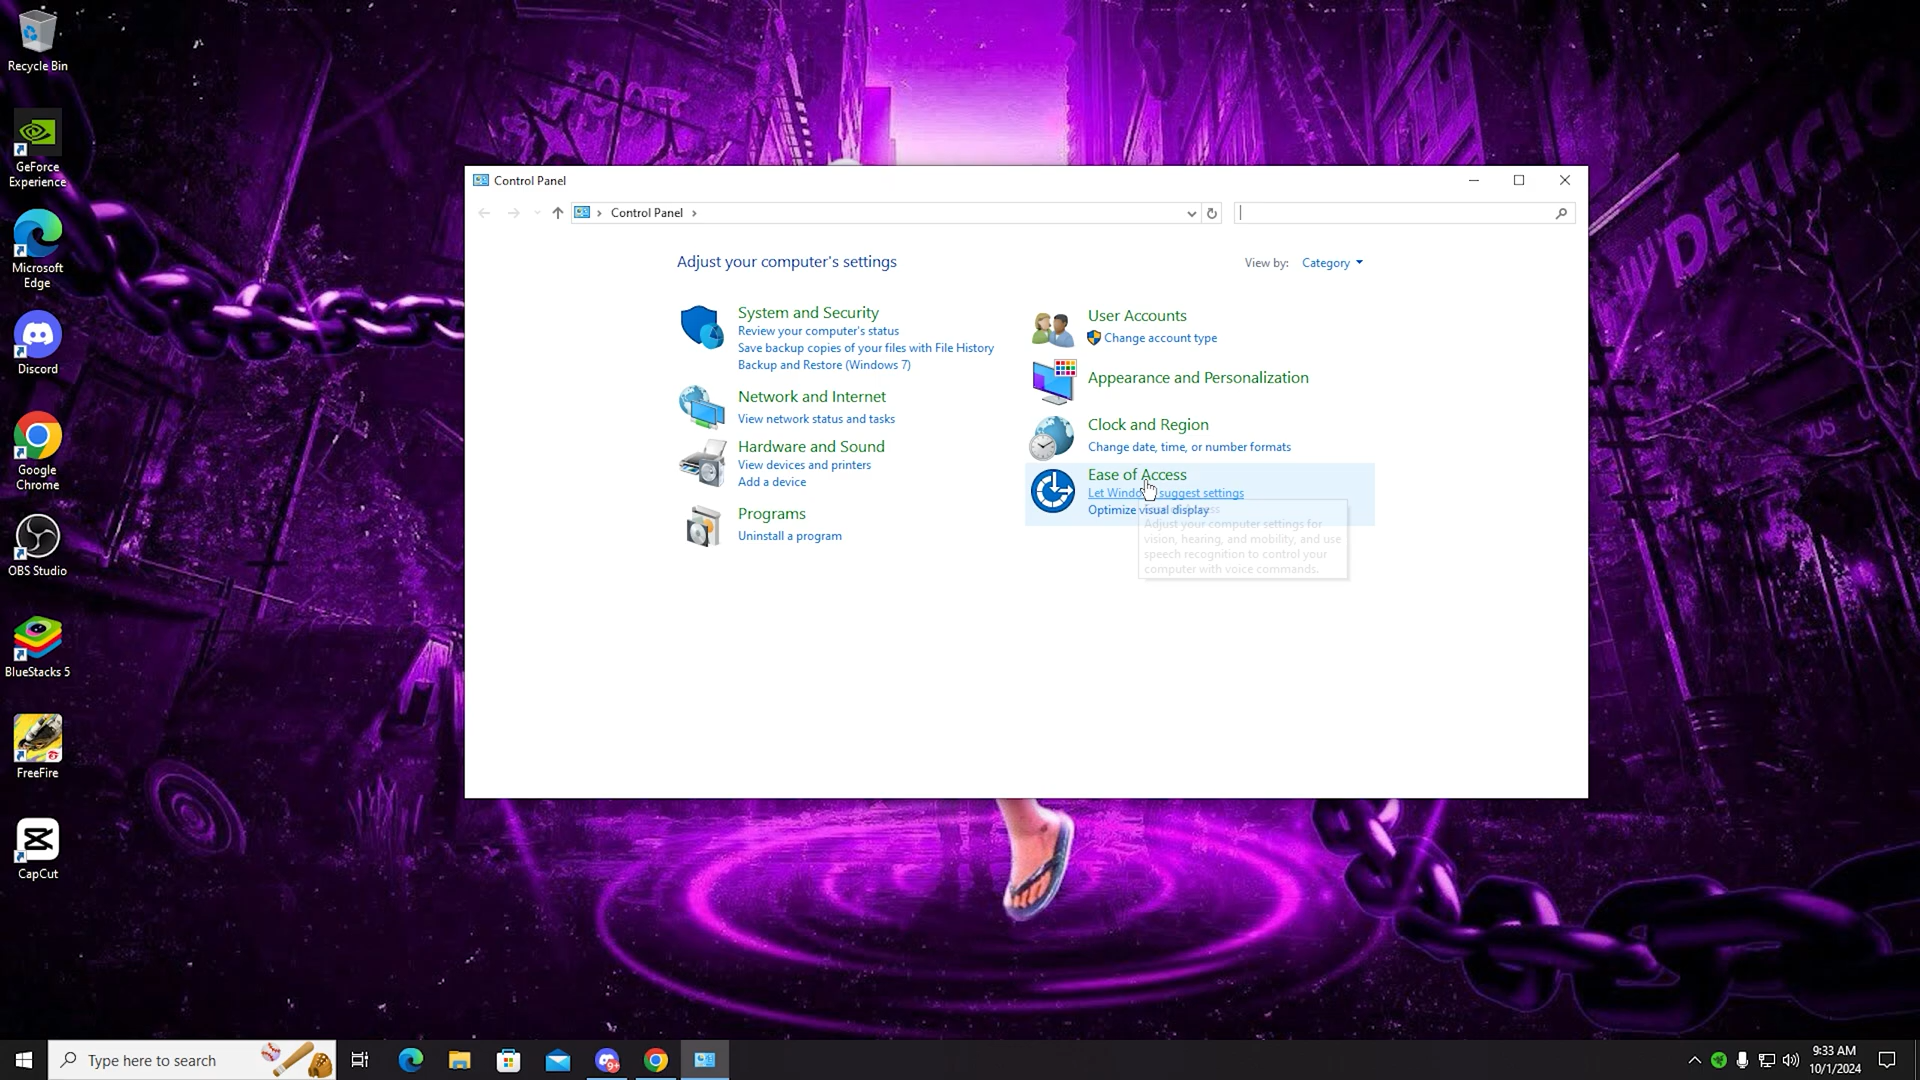 Recycle Bin
GeForce
Experience
Microsoft
Edge
Discord
Google
Chrome
OBS Studio
BlueStacks 5
FreeFire
CapCut
DELICIO
Control Panel
Control Panel
Adjust your computer's settings
View by: Category
System and Security
Review your computer's status
Save backup copies of your files with File History
Backup and Restore (Windows 7)
Network and Internet
View network status and tasks
Hardware and Sound
View devices and printers
Add a device
Programs
Uninstall a program
User Accounts
Change account type
Appearance and Personalization
Clock and Region
Change date, time, or number formats
Ease of Access
Let Windows suggest settings
Optimize visual display
Adjust your computer settings for
vision, hearing, and mobility, and use
speech recognition to control your
computer with voice commands.
Type here to search
9+
9:33 AM
10/1/2024